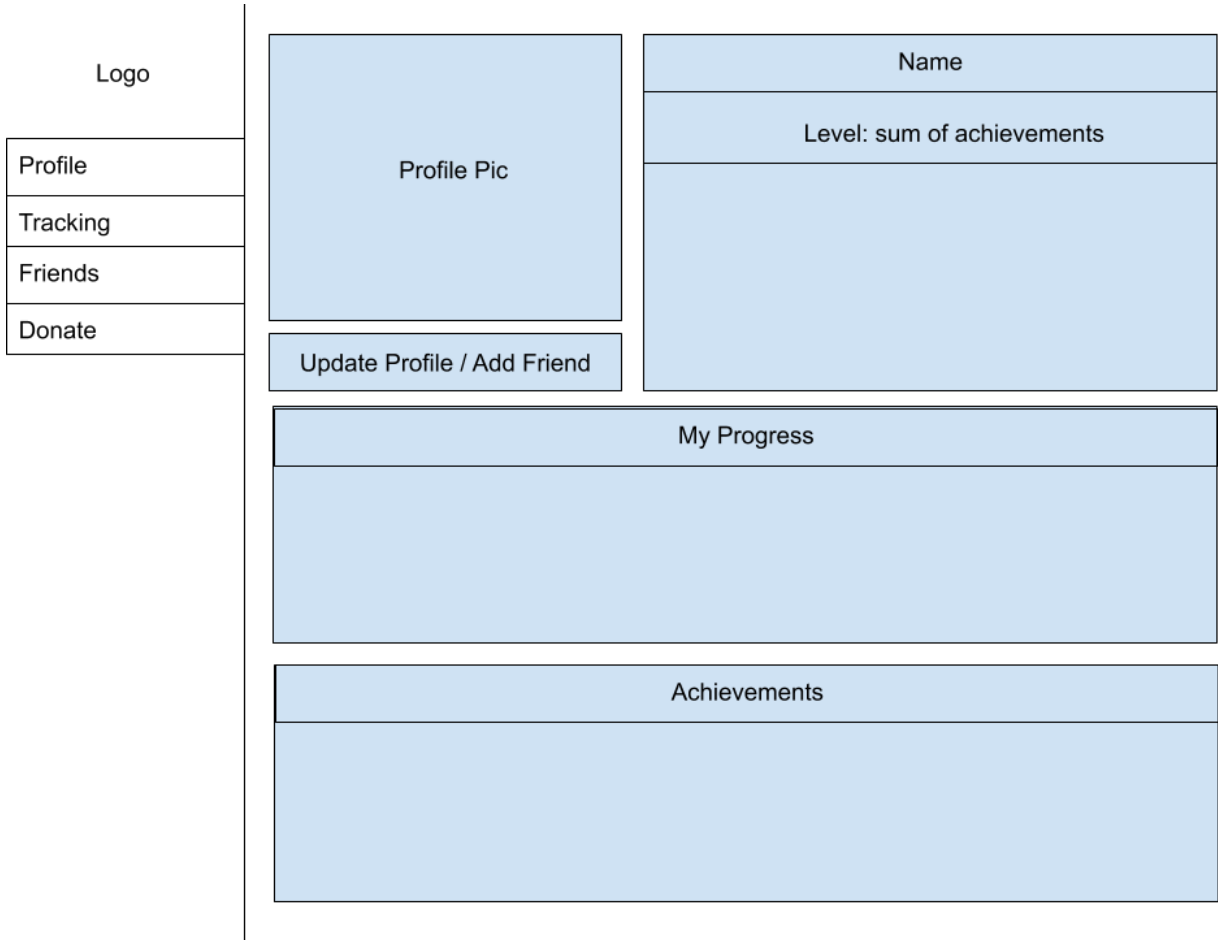 Logo
Profile
Tracking
Friends
Donate
Profile Pic
Update Profile / Add Friend
Name
Level: sum of achievements
My Progress
Achievements